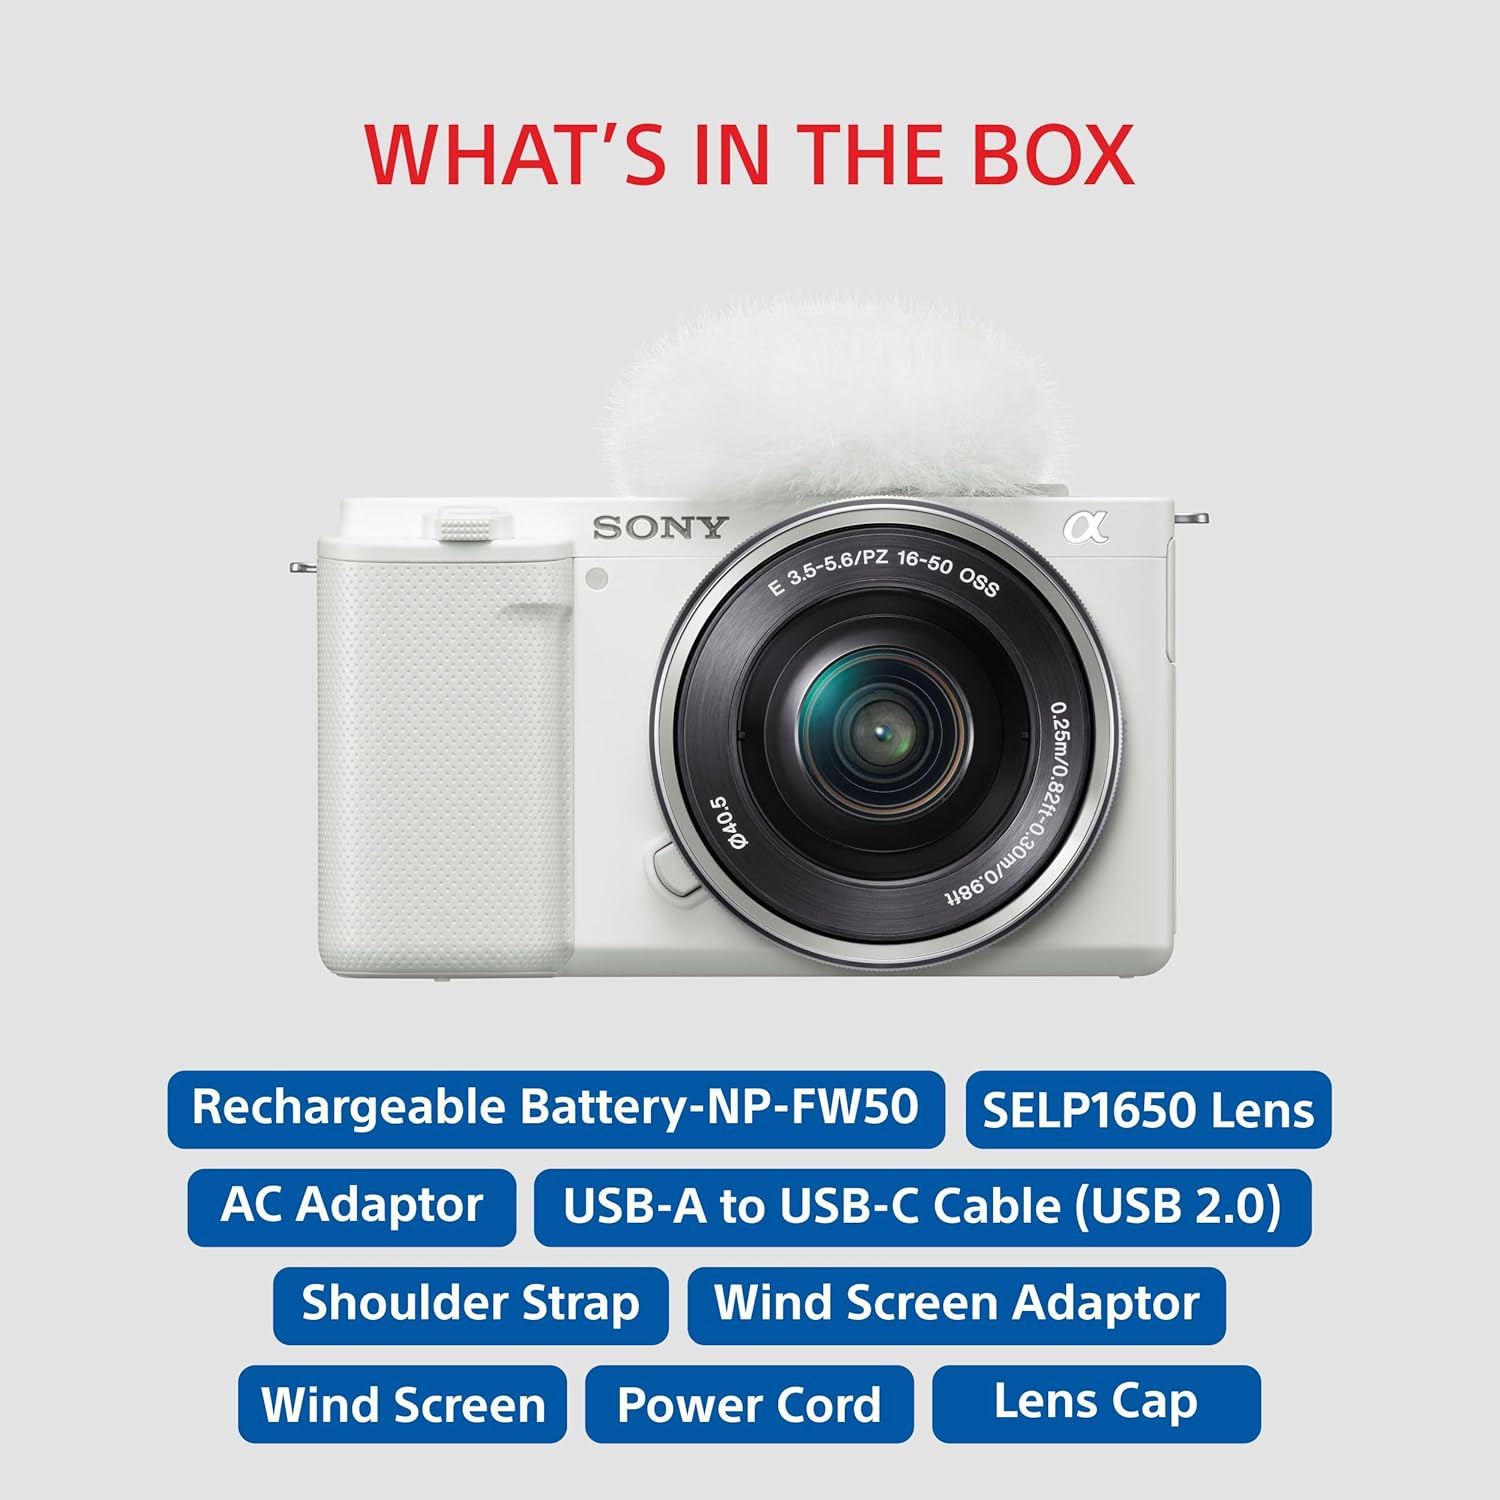 WHAT'S IN THE BOX
SONY
α
E 3.5-5.6/PZ 16-50 OSS
0.25m/0.82ft-0.30m/0.98ft
Ø40.5
Rechargeable Battery-NP-FW50
SELP1650 Lens
AC Adaptor
USB-A to USB-C Cable (USB 2.0)
Shoulder Strap
Wind Screen Adaptor
Wind Screen
Power Cord
Lens Cap